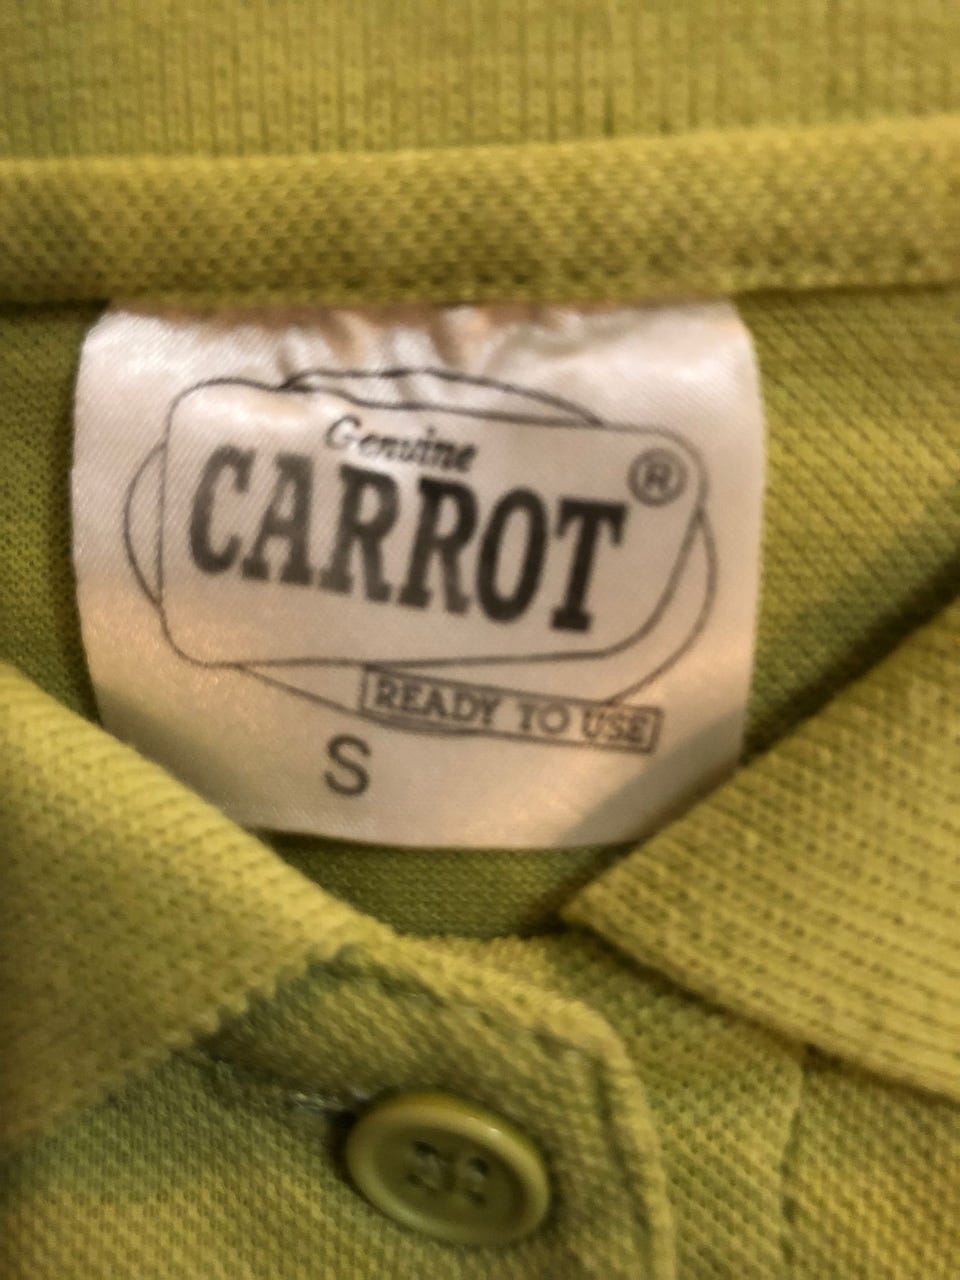 Genuine
CARROT ®
READY TO USE
S